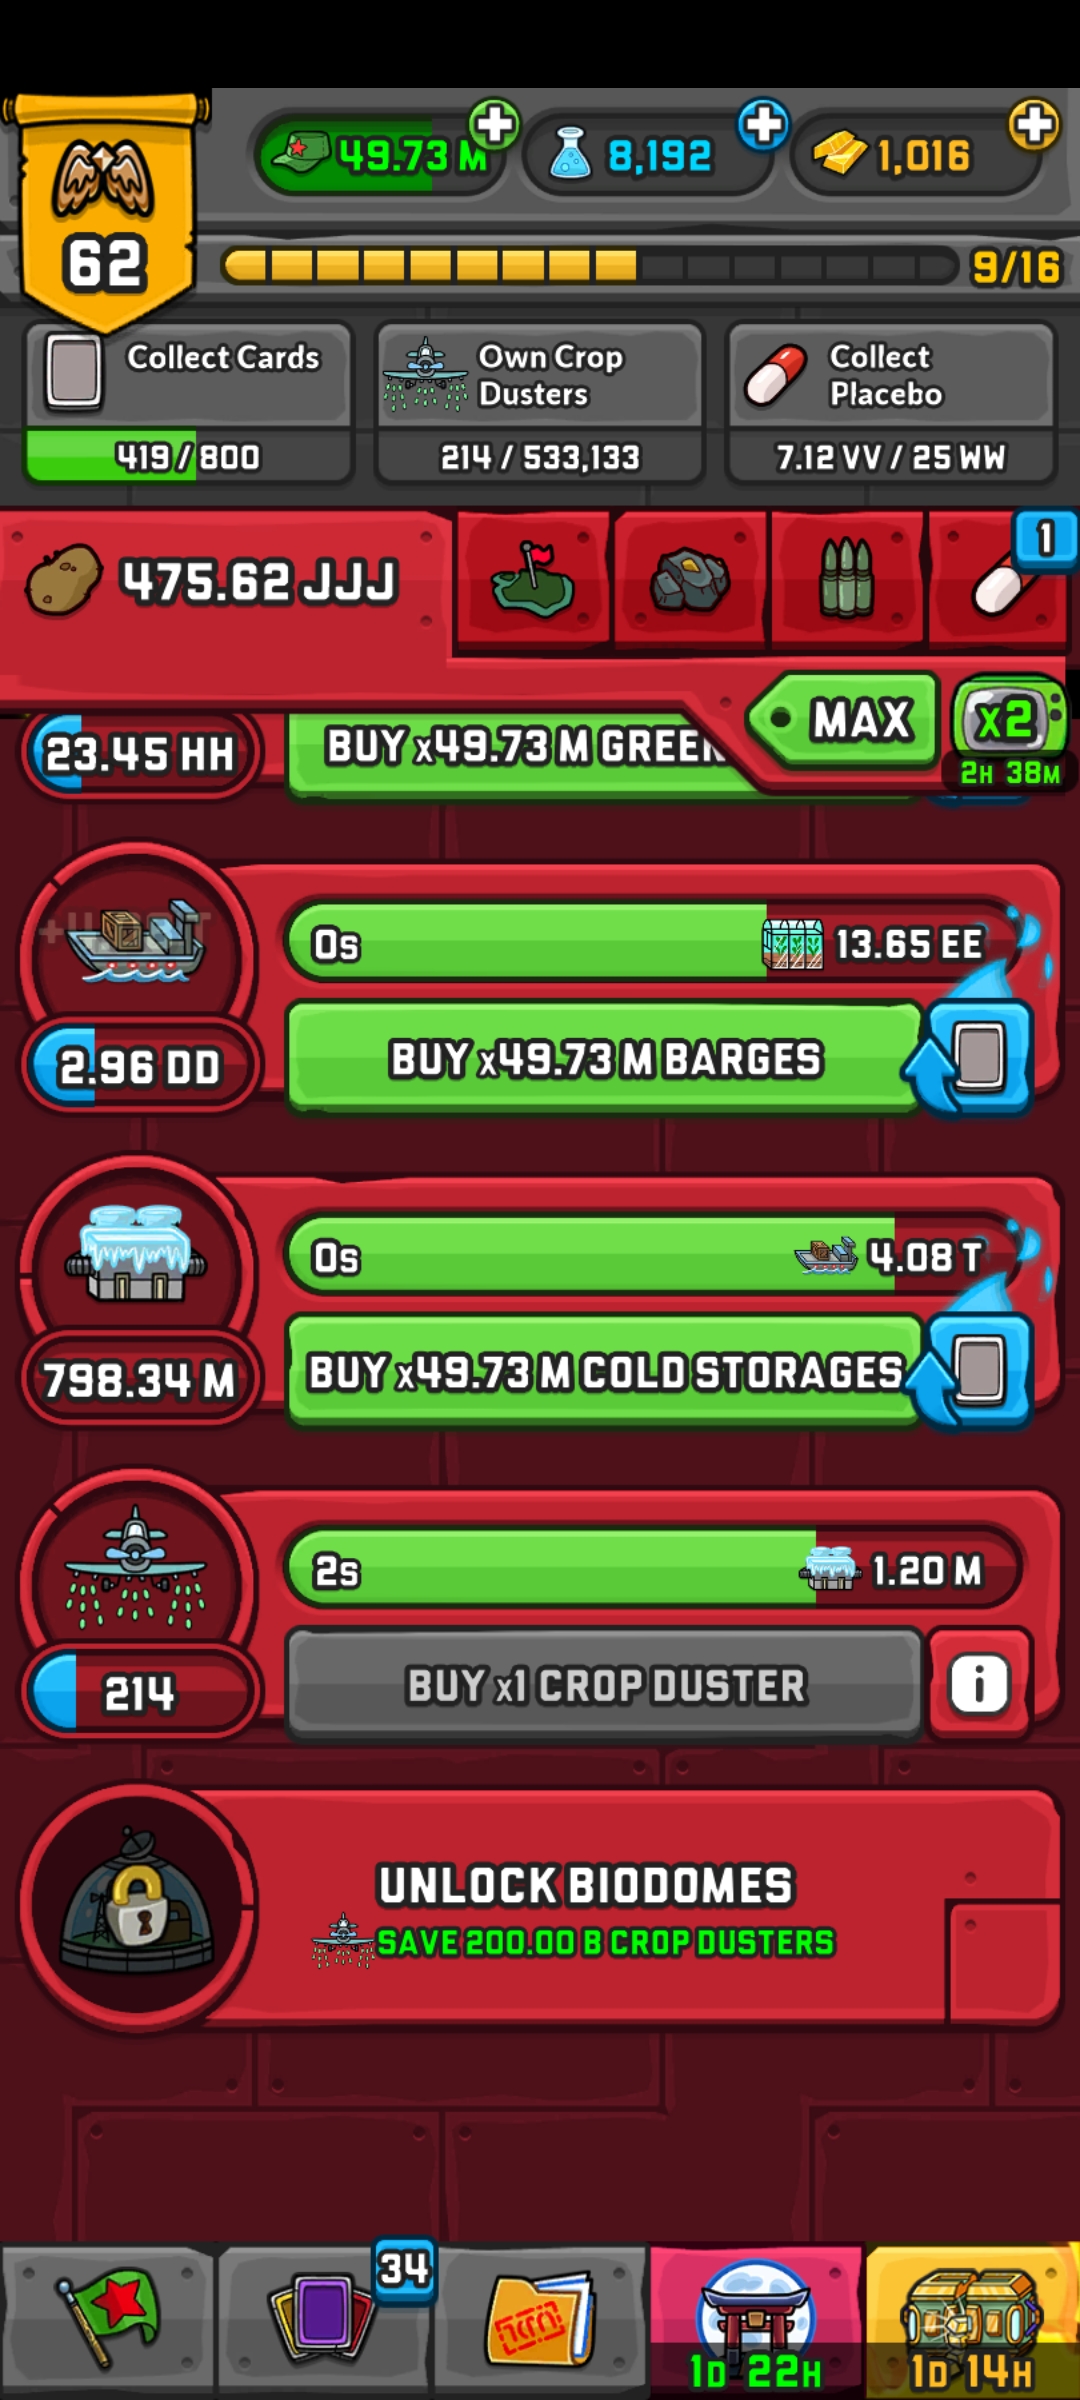 49.73 M
8,192
1,016
62
9/16
Collect Cards
419 / 800
Own Crop
Dusters
214 / 533,133
Collect
Placebo
7.12 VV / 25 WW
475.62 JJJ
1
MAX
x2
2H 38M
23.45 HH
BUY x49.73 M GREEN
0s
13.65 EE
2.96 DD
BUY x49.73 M BARGES
0s
4.08 T
798.34 M
BUY x49.73 M COLD STORAGES
2s
1.20 M
214
BUY x1 CROP DUSTER
i
UNLOCK BIODOMES
SAVE 200.00 B CROP DUSTERS
34
1D 22H
1D 14H